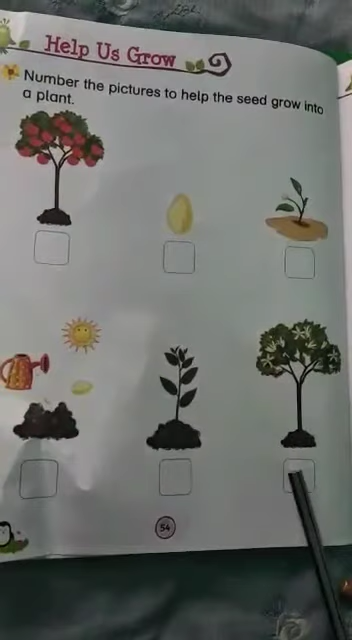 Help Us Grow
Number the pictures to help the seed grow into
a plant.
54